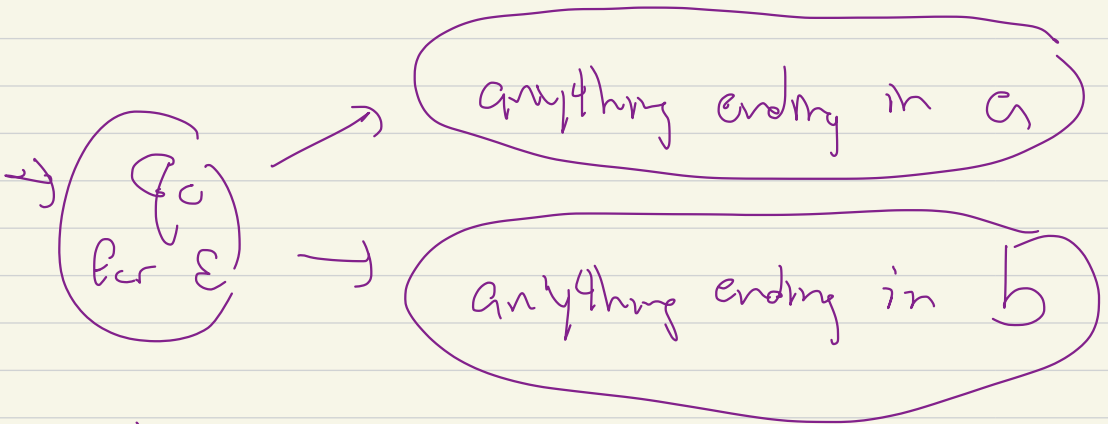 anything ending in a
q0
for ε
anything ending in b